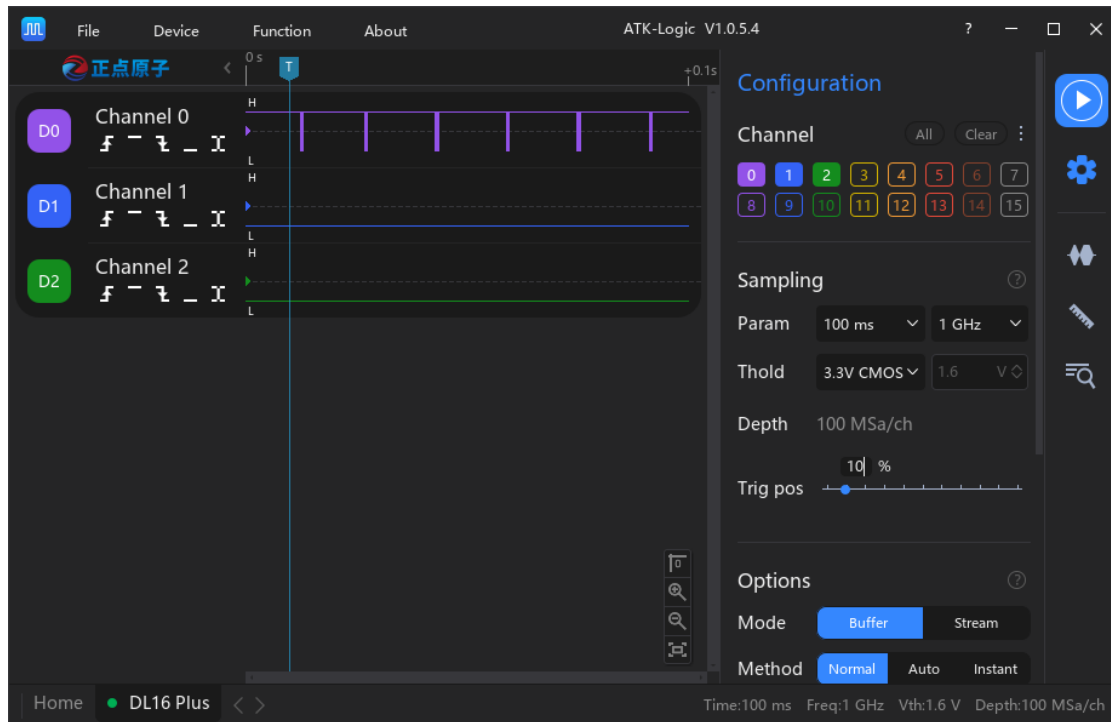 File Device Function About ATK-Logic V1.0.5.4 ?
正点原子 0 s T +0.1s
Configuration
D0 Channel 0 H L
D1 Channel 1 H L
D2 Channel 2 H L
Channel All Clear
0 1 2 3 4 5 6 7
8 9 10 11 12 13 14 15
Sampling ?
Param 100 ms 1 GHz
Thold 3.3V CMOS 1.6 V
Depth 100 MSa/ch
10 %
Trig pos
Options ?
Mode Buffer Stream
Method Normal Auto Instant
Home DL16 Plus Time:100 ms Freq:1 GHz Vth:1.6 V Depth:100 MSa/ch